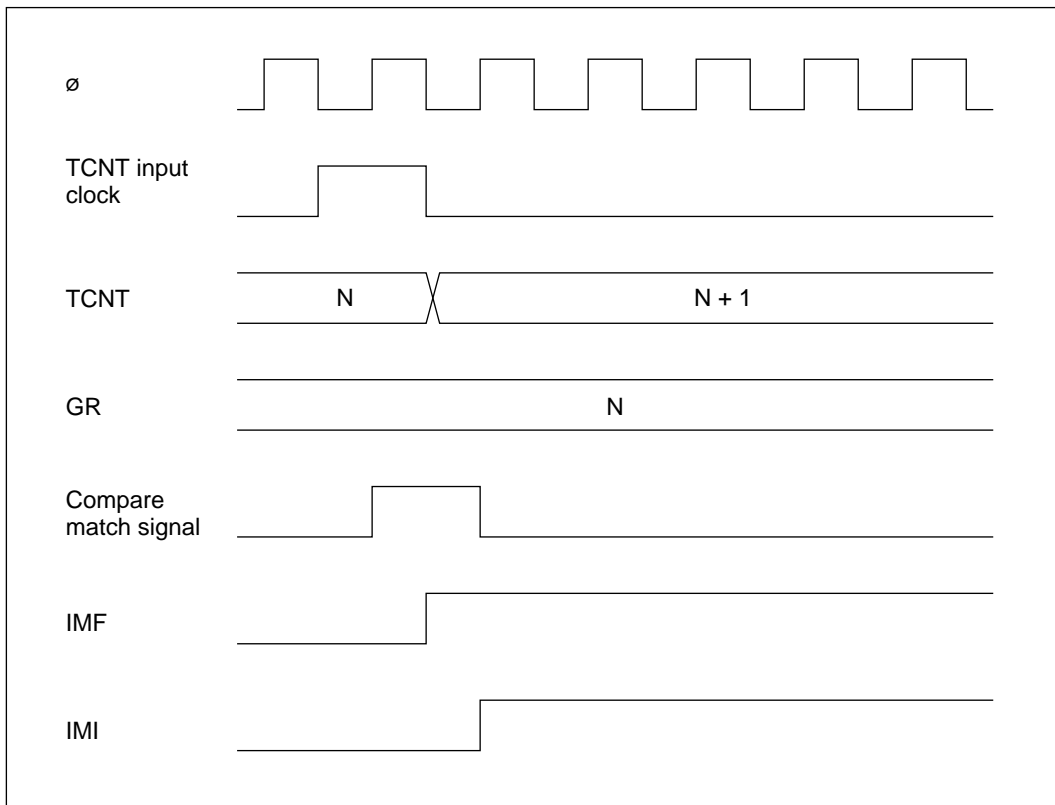 ø
TCNT input
clock
TCNT
N
N + 1
GR
N
Compare
match signal
IMF
IMI